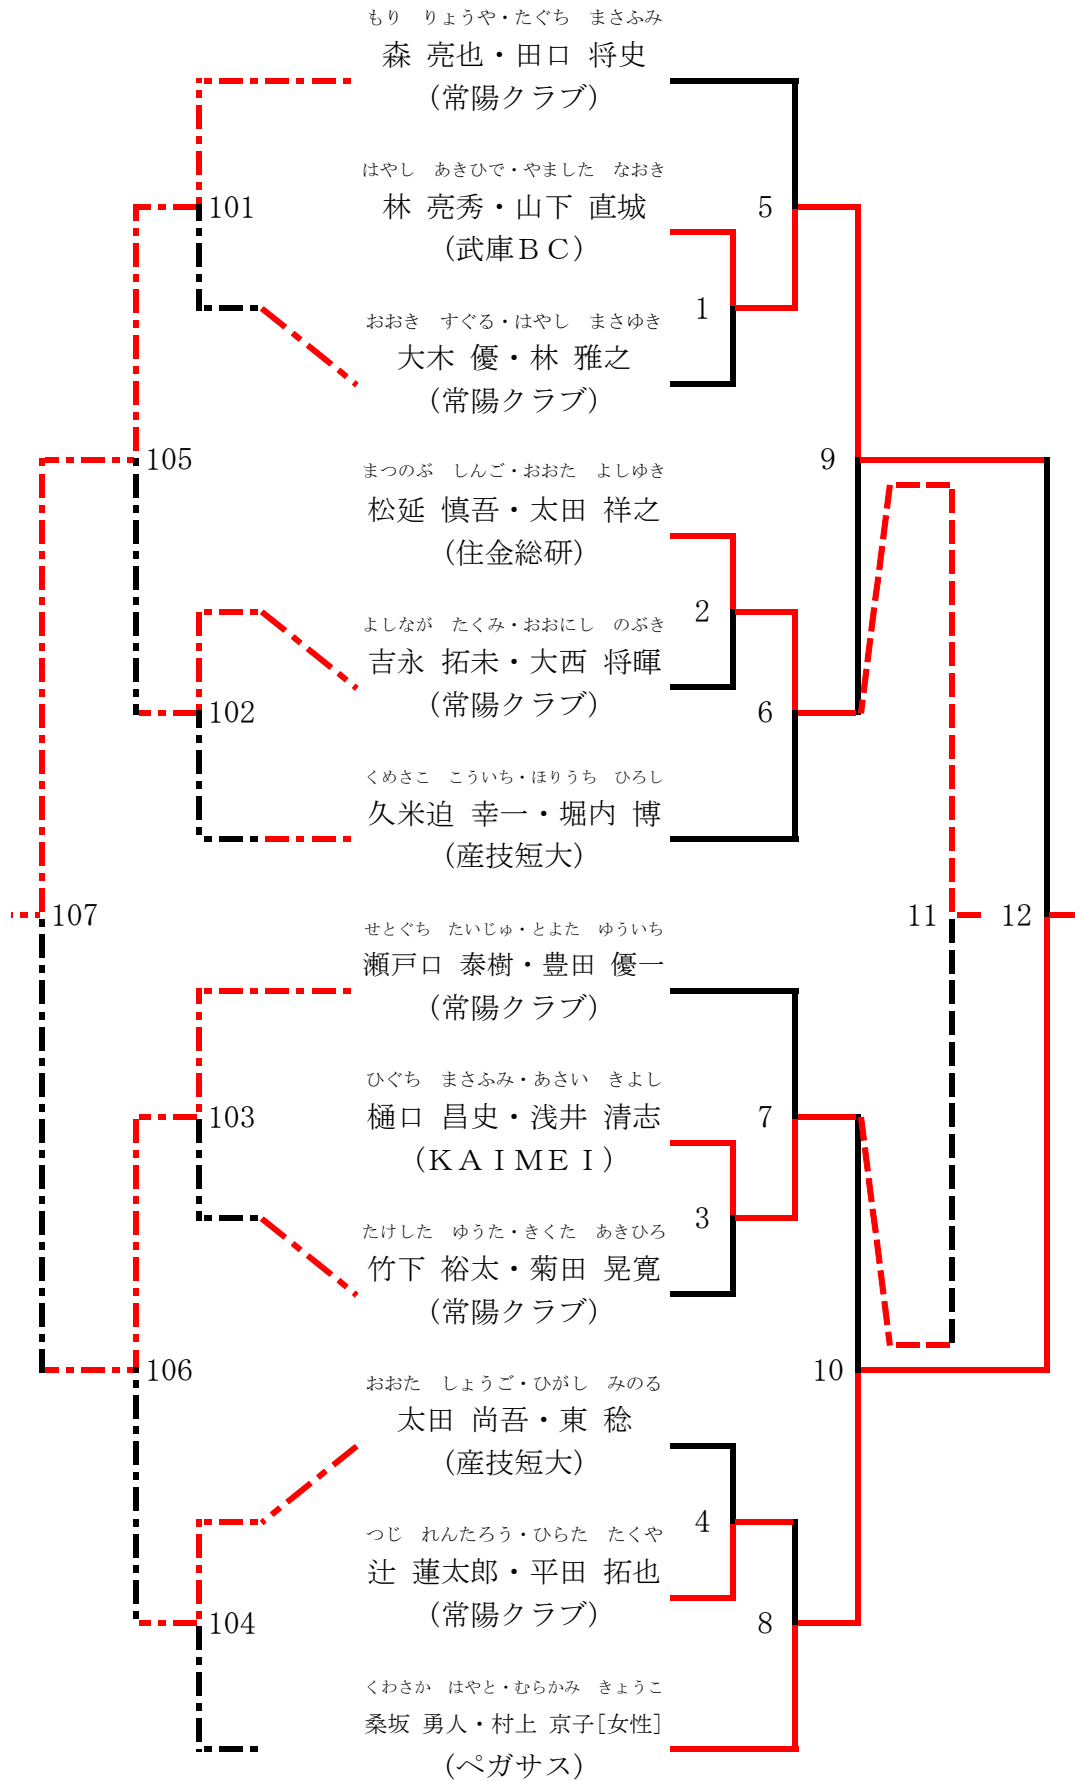 もり りょうや・たぐち まさふみ
森 亮也・田口 将史
(常陽クラブ)
はやし あきひで・やました なおき
101
林 亮秀・山下 直城
5
(武庫ＢＣ)
おおき すぐる・はやし まさゆき
1
大木 優・林 雅之
(常陽クラブ)
105
まつのぶ しんご・おおた よしゆき
9
松延 慎吾・太田 祥之
(住金総研)
よしなが たくみ・おおにし のぶき
2
吉永 拓未・大西 将暉
(常陽クラブ)
102
6
くめさこ こういち・ほりうち ひろし
久米迫 幸一・堀内 博
(産技短大)
107
せとぐち たいじゅ・とよた ゆういち
11
12
瀬戸口 泰樹・豊田 優一
(常陽クラブ)
ひぐち まさふみ・あさい きよし
103
樋口 昌史・浅井 清志
7
(ＫＡＩＭＥＩ)
たけした ゆうた・きくた あきひろ
3
竹下 裕太・菊田 晃寛
(常陽クラブ)
106
おおた しょうご・ひがし みのる
10
太田 尚吾・東 稔
(産技短大)
つじ れんたろう・ひらた たくや
4
辻 蓮太郎・平田 拓也
(常陽クラブ)
104
8
くわさか はやと・むらかみ きょうこ
桑坂 勇人・村上 京子[女性]
(ペガサス)